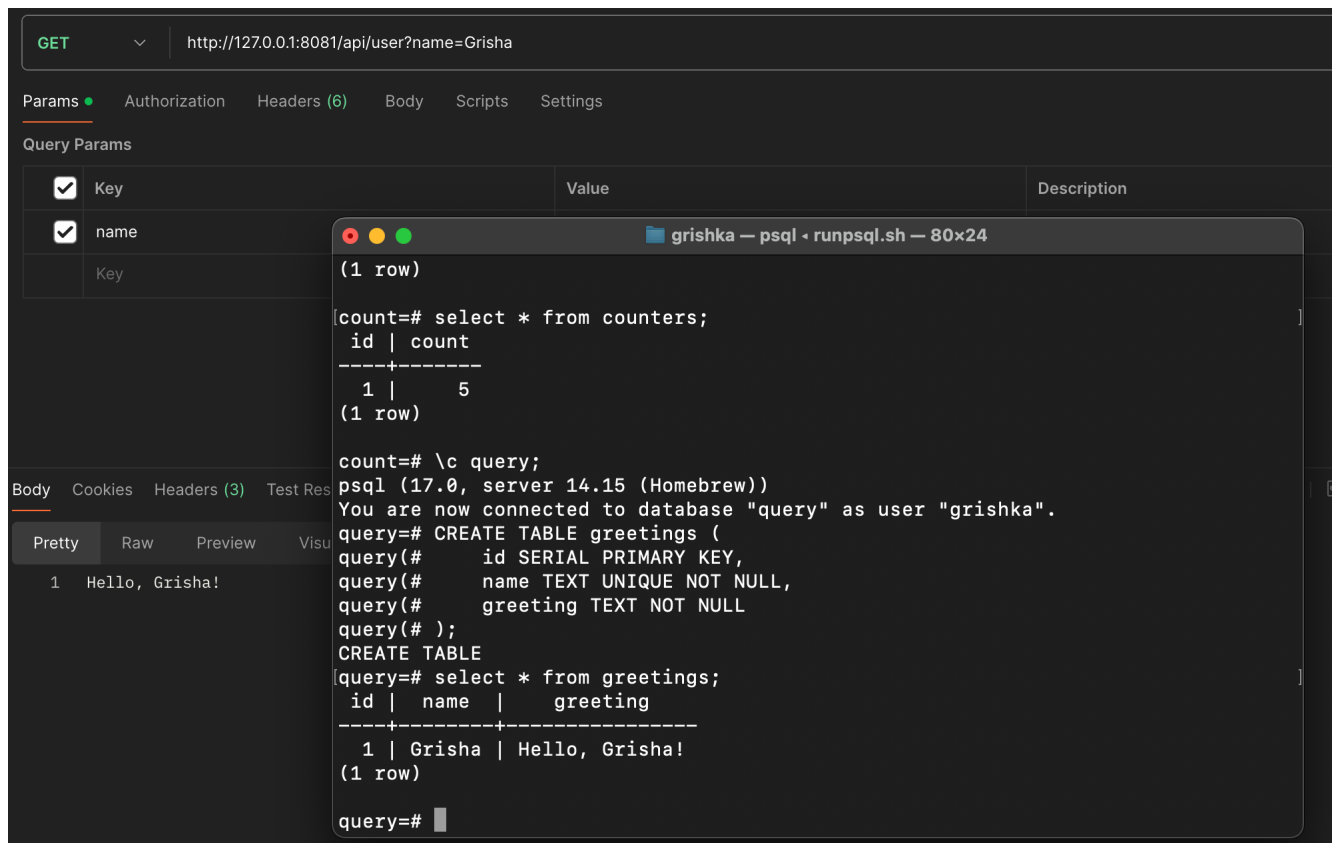 GET http://127.0.0.1:8081/api/user?name=Grisha
Params Authorization Headers (6) Body Scripts Settings
Query Params
Key Value Description
name
Key
grishka — psql ◂ runpsql.sh — 80×24
(1 row)
[count=# select * from counters; ]
 id | count
----+-------
  1 |     5
(1 row)
count=# \c query;
psql (17.0, server 14.15 (Homebrew))
You are now connected to database "query" as user "grishka".
query=# CREATE TABLE greetings (
query(#     id SERIAL PRIMARY KEY,
query(#     name TEXT UNIQUE NOT NULL,
query(#     greeting TEXT NOT NULL
query(# );
CREATE TABLE
[query=# select * from greetings; ]
 id |  name  |    greeting
----+--------+----------------
  1 | Grisha | Hello, Grisha!
(1 row)
query=#
Body Cookies Headers (3) Test Res
Pretty Raw Preview Visu
1 Hello, Grisha!